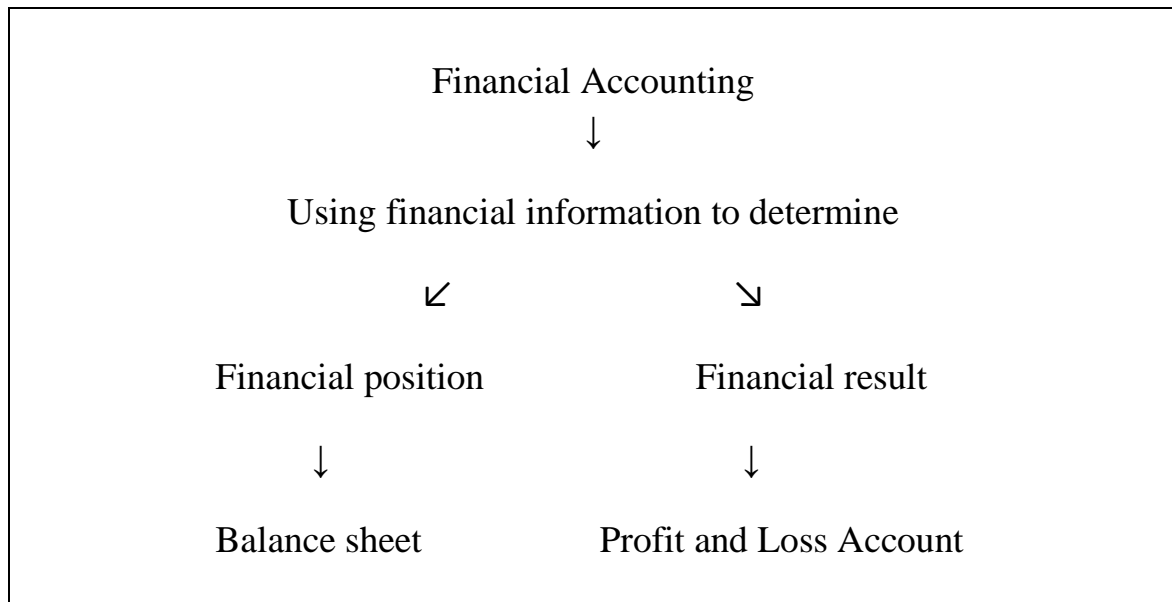 Financial Accounting
↓
Using financial information to determine
↙ ↘
Financial position Financial result
↓ ↓
Balance sheet Profit and Loss Account